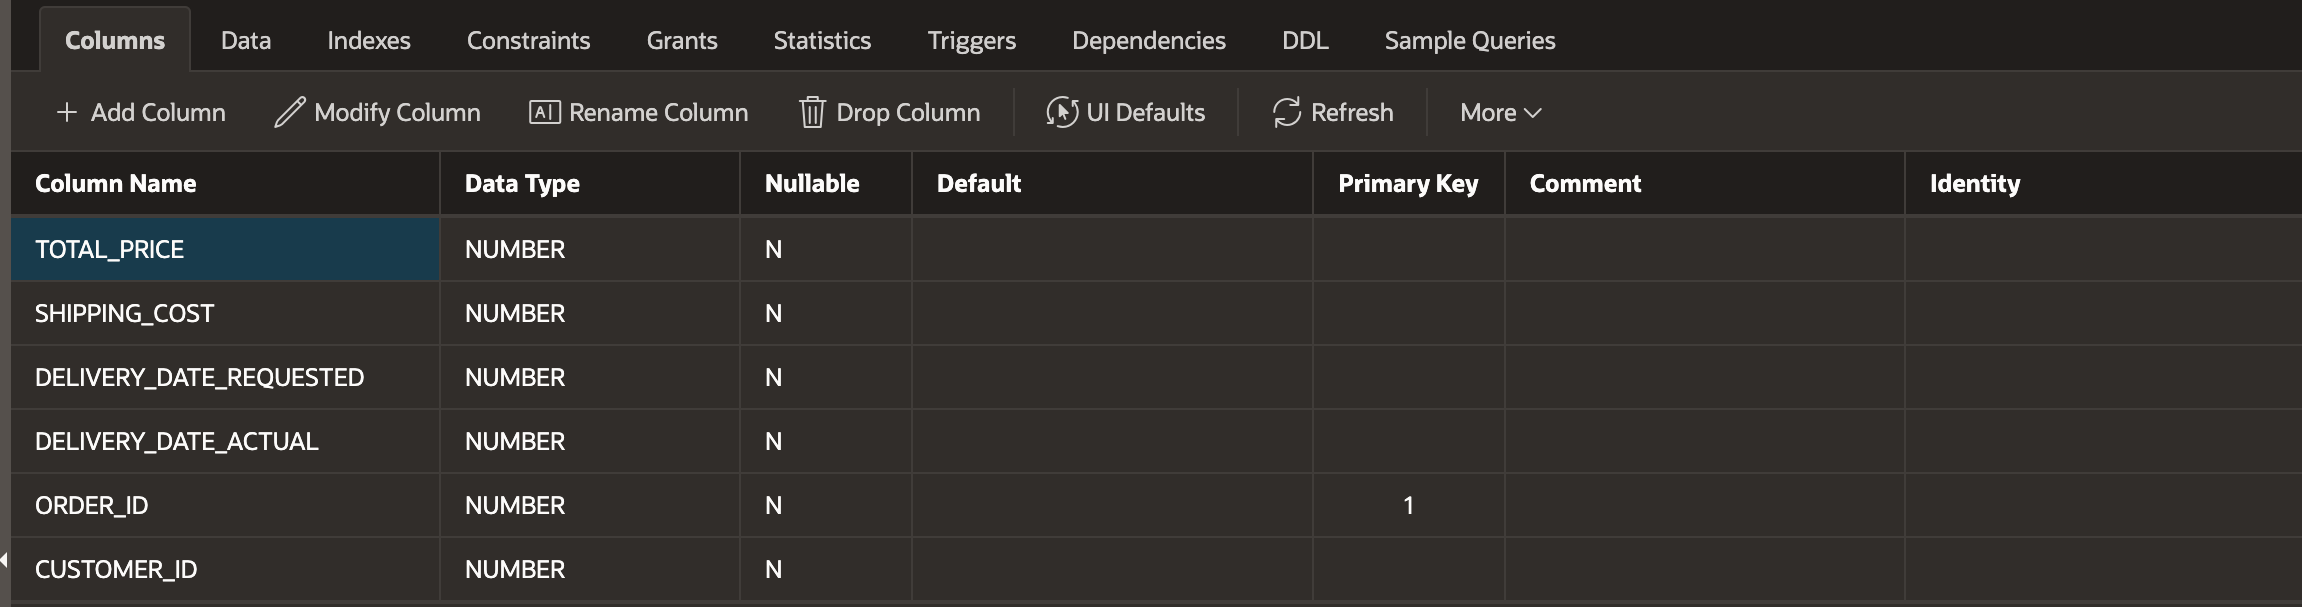 Columns Data Indexes Constraints Grants Statistics Triggers Dependencies DDL Sample Queries
Add Column Modify Column Rename Column Drop Column UI Defaults Refresh More
Column Name Data Type Nullable Default Primary Key Comment Identity
TOTAL_PRICE NUMBER N
SHIPPING_COST NUMBER N
DELIVERY_DATE_REQUESTED NUMBER N
DELIVERY_DATE_ACTUAL NUMBER N
ORDER_ID NUMBER N 1
CUSTOMER_ID NUMBER N